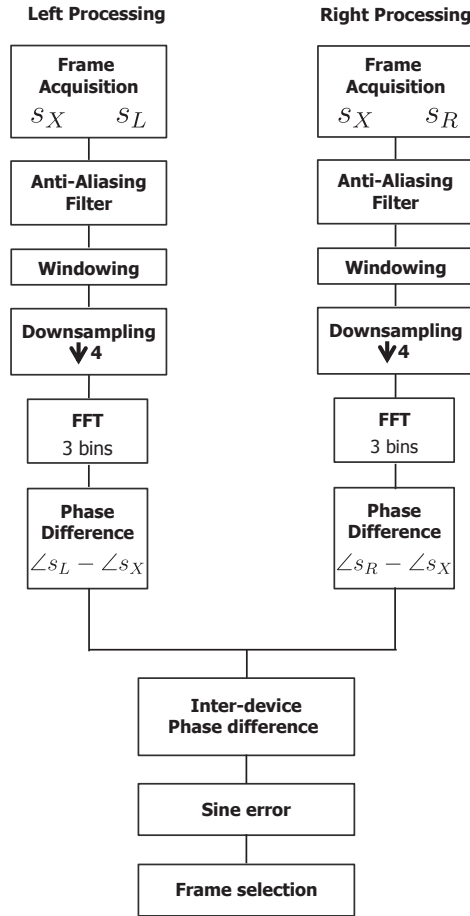 Left Processing
Right Processing
Frame
Acquisition
s_X s_L
Anti-Aliasing
Filter
Windowing
Downsampling
↓4
FFT
3 bins
Phase
Difference
∠s_L − ∠s_X
Frame
Acquisition
s_X s_R
Anti-Aliasing
Filter
Windowing
Downsampling
↓4
FFT
3 bins
Phase
Difference
∠s_R − ∠s_X
Inter-device
Phase difference
Sine error
Frame selection